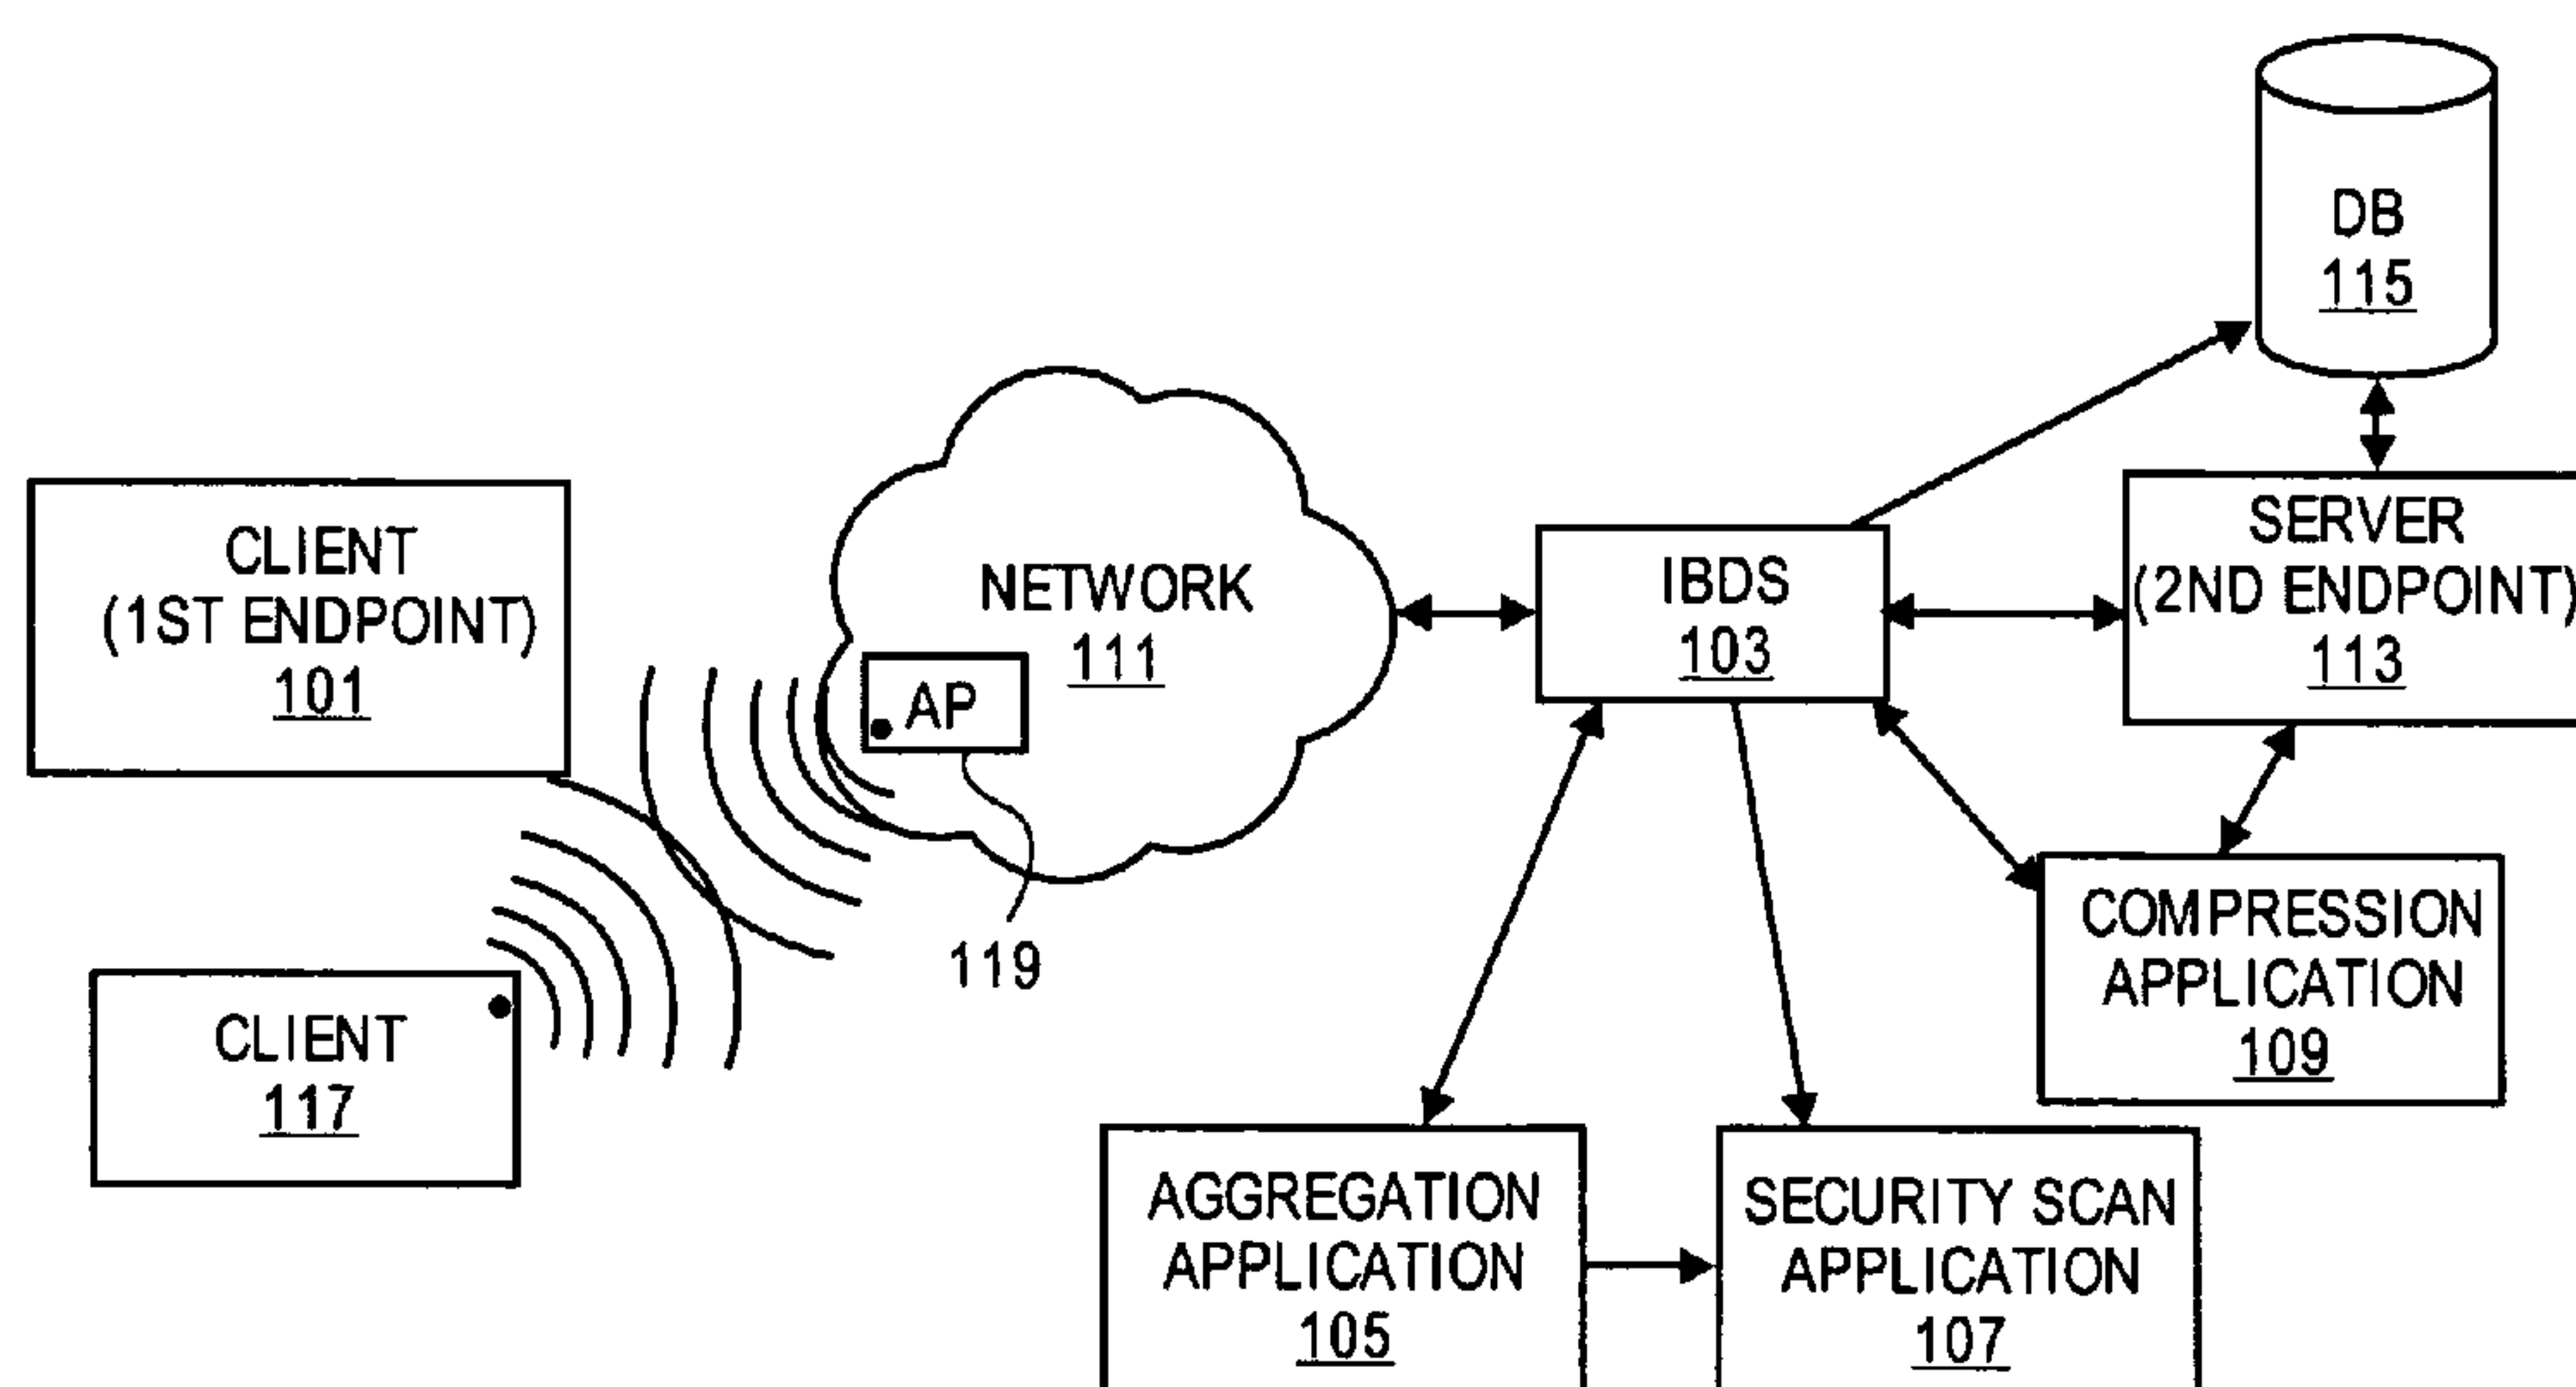 DB
115
CLIENT
(1ST ENDPOINT)
101
NETWORK
111
AP
119
IBDS
103
SERVER
(2ND ENDPOINT)
113
CLIENT
117
COMPRESSION
APPLICATION
109
AGGREGATION
APPLICATION
105
SECURITY SCAN
APPLICATION
107